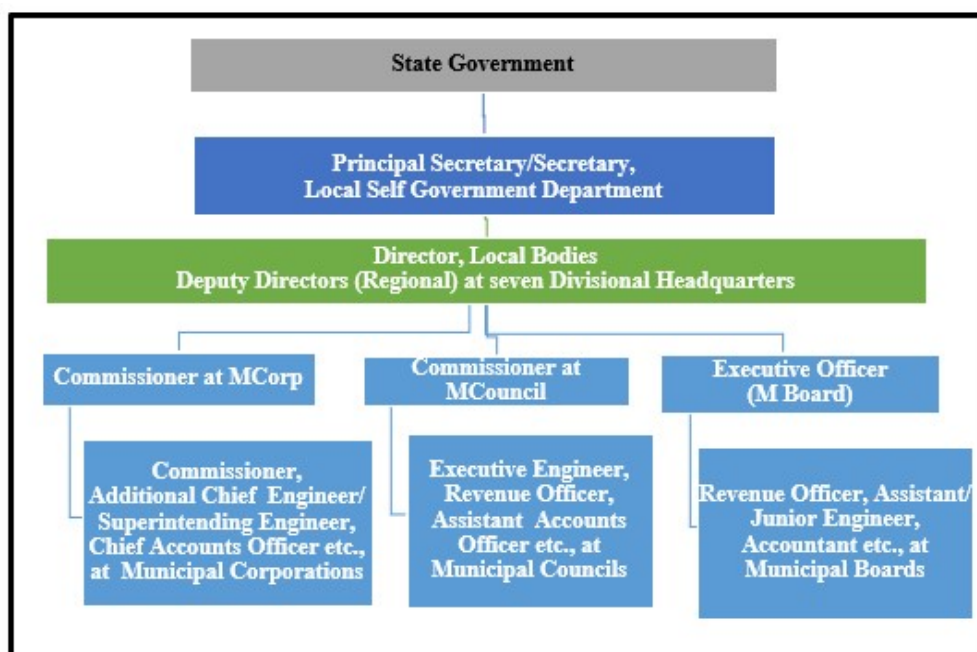 State Government
Principal Secretary/Secretary,
Local Self Government Department
Director, Local Bodies
Deputy Directors (Regional) at seven Divisional Headquarters
Commissioner at MCorp
Commissioner at
MCouncil
Executive Officer
(M Board)
Commissioner,
Additional Chief Engineer/
Superintending Engineer,
Chief Accounts Officer etc.,
at Municipal Corporations
Executive Engineer,
Revenue Officer,
Assistant Accounts
Officer etc., at
Municipal Councils
Revenue Officer, Assistant/
Junior Engineer,
Accountant etc., at
Municipal Boards